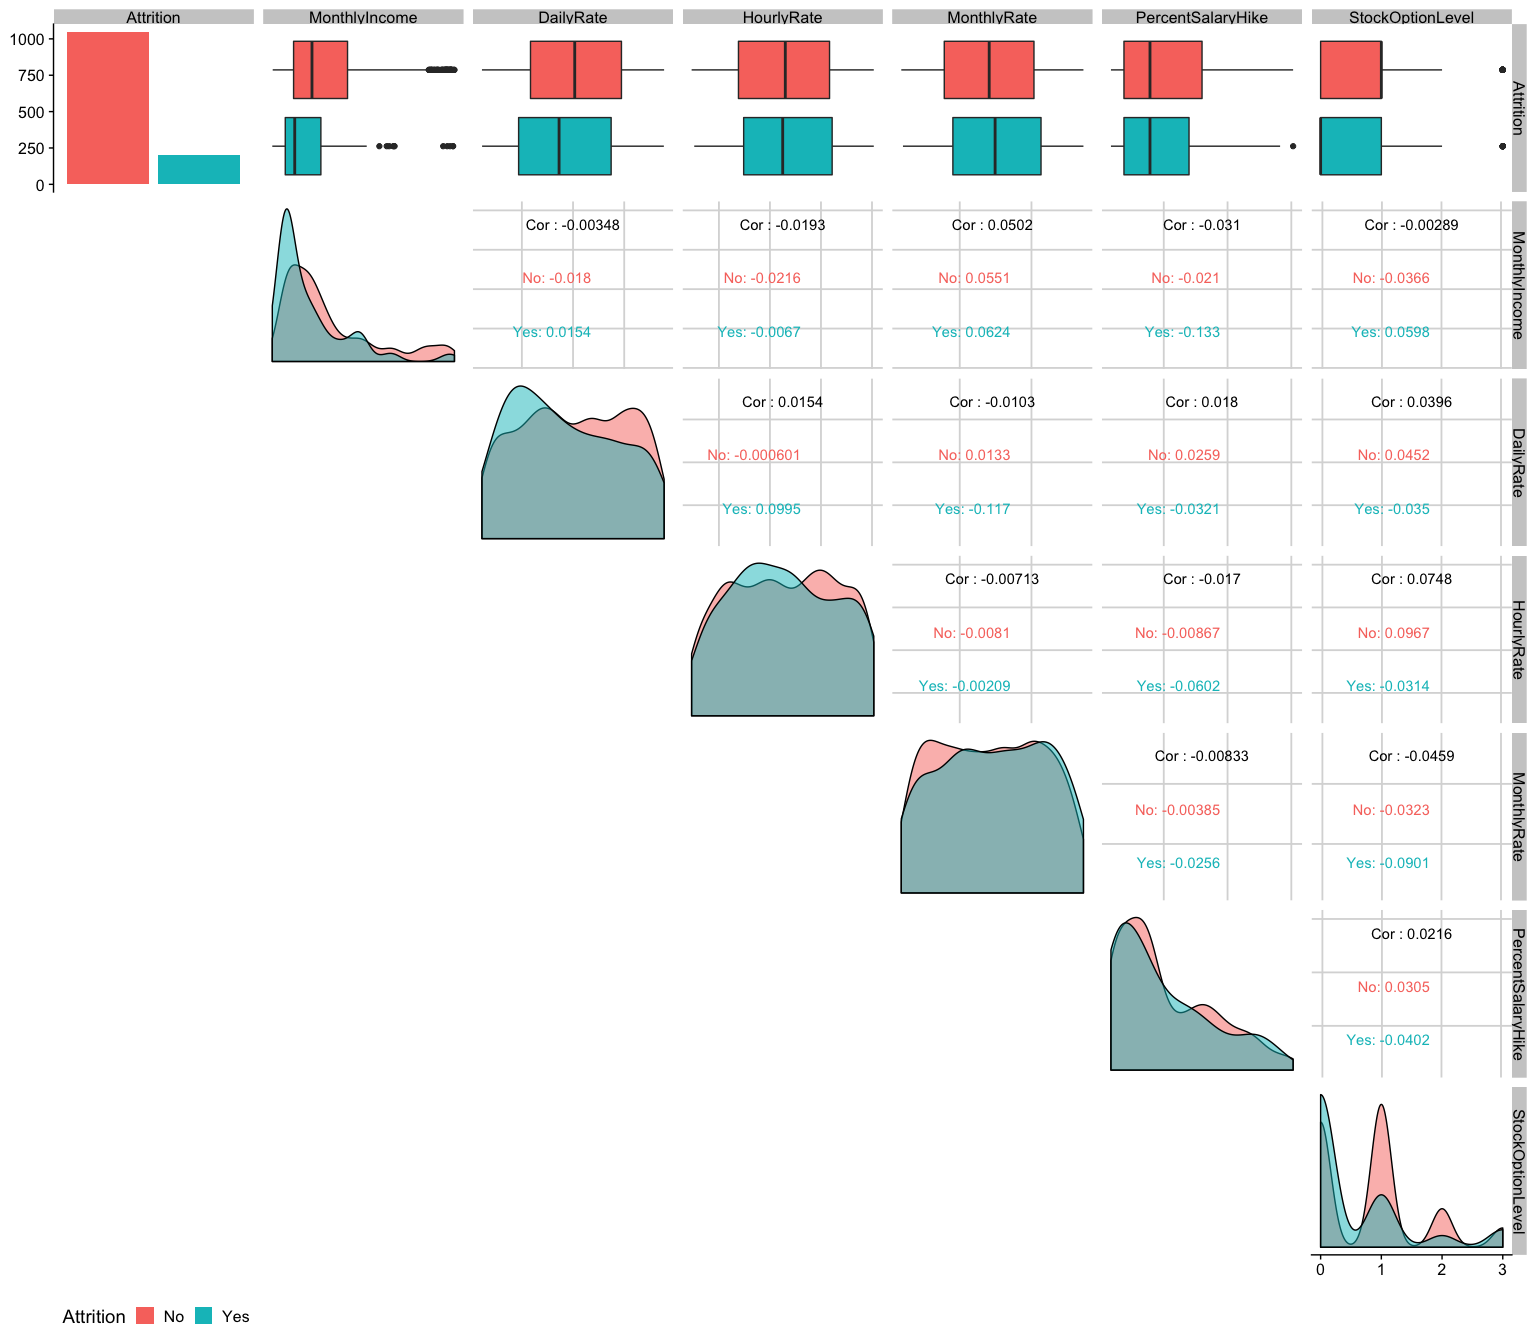 Attrition MonthlyIncome DailyRate HourlyRate MonthlyRate PercentSalaryHike StockOptionLevel
1000
750
500
250
0
Attrition
Cor : -0.00348 Cor : -0.0193 Cor : 0.0502 Cor : -0.031 Cor : -0.00289
No: -0.018 No: -0.0216 No: 0.0551 No: -0.021 No: -0.0366
Yes: 0.0154 Yes: -0.0067 Yes: 0.0624 Yes: -0.133 Yes: 0.0598
MonthlyIncome
Cor : 0.0154 Cor : -0.0103 Cor : 0.018 Cor : 0.0396
No: -0.000601 No: 0.0133 No: 0.0259 No: 0.0452
Yes: 0.0995 Yes: -0.117 Yes: -0.0321 Yes: -0.035
DailyRate
Cor : -0.00713 Cor : -0.017 Cor : 0.0748
No: -0.0081 No: -0.00867 No: 0.0967
Yes: -0.00209 Yes: -0.0602 Yes: -0.0314
HourlyRate
Cor : -0.00833 Cor : -0.0459
No: -0.00385 No: -0.0323
Yes: -0.0256 Yes: -0.0901
MonthlyRate
Cor : 0.0216
No: 0.0305
Yes: -0.0402
PercentSalaryHike
StockOptionLevel
0 1 2 3
Attrition No Yes